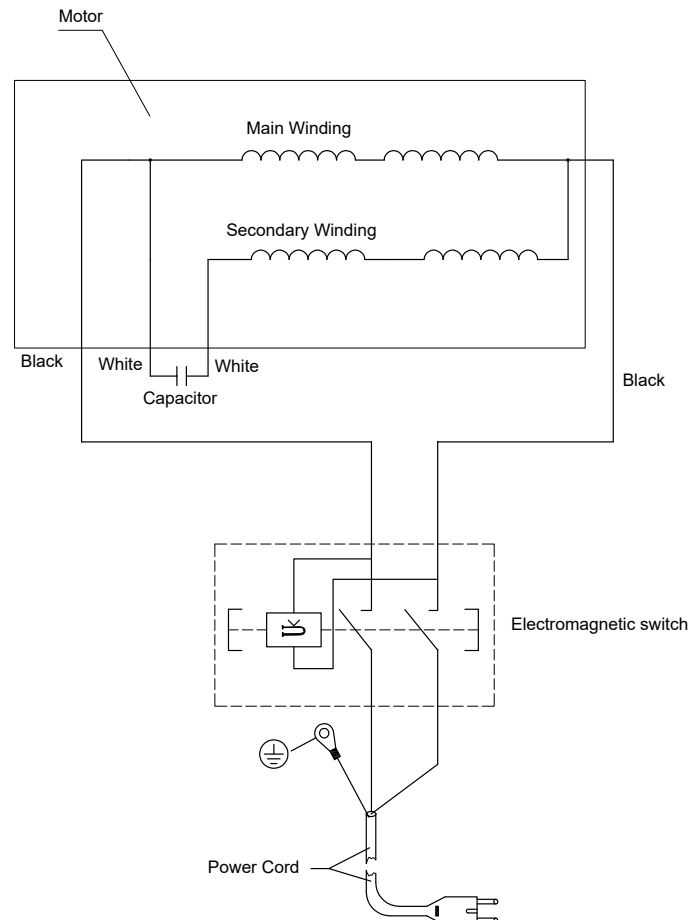 Motor
Main Winding
Secondary Winding
Black
White
White
Capacitor
Black
Electromagnetic switch
Power Cord